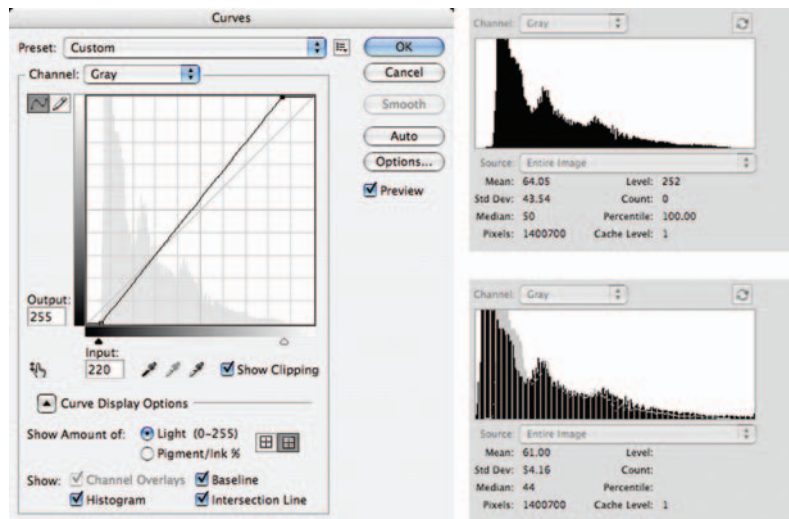 Curves
Preset: Custom
OK
Channel: Gray
Cancel
Smooth
Auto
Options...
Preview
Output:
255
Input:
220
Show Clipping
Curve Display Options
Show Amount of: Light (0-255)
Pigment/Ink %
Show: Channel Overlays Baseline
Histogram Intersection Line
Channel: Gray
Source: Entire Image
Mean: 64.05 Level: 252
Std Dev: 43.54 Count: 0
Median: 50 Percentile: 100.00
Pixels: 1400700 Cache Level: 1
Channel: Gray
Source: Entire Image
Mean: 61.00 Level:
Std Dev: 54.16 Count:
Median: 44 Percentile:
Pixels: 1400700 Cache Level: 1